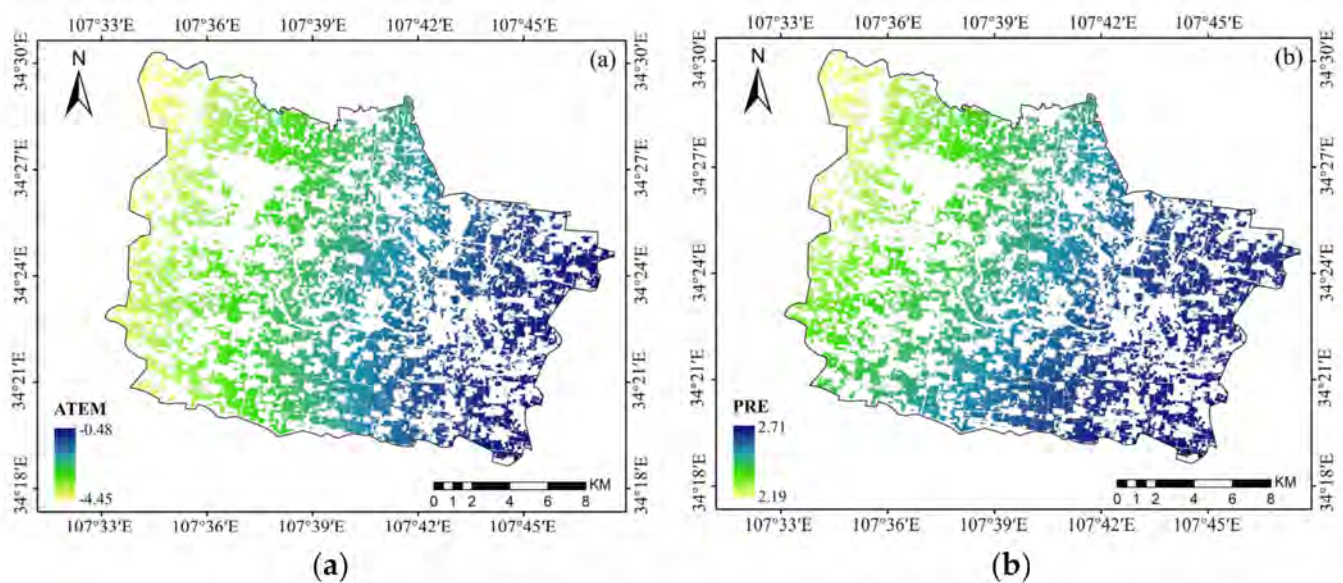 107°33′E 107°36′E 107°39′E 107°42′E 107°45′E
34°30′E 34°30′E
34°27′E 34°27′E
34°24′E 34°24′E
34°21′E 34°21′E
34°18′E 34°18′E
N
(a)
ATEM
-0.48
-4.45
0 1 2 4 6 8 KM
107°33′E 107°36′E 107°39′E 107°42′E 107°45′E
(a)
107°33′E 107°36′E 107°39′E 107°42′E 107°45′E
34°30′E 34°30′E
34°27′E 34°27′E
34°24′E 34°24′E
34°21′E 34°21′E
34°18′E 34°18′E
N
(b)
PRE
2.71
2.19
0 1 2 4 6 8 KM
107°33′E 107°36′E 107°39′E 107°42′E 107°45′E
(b)